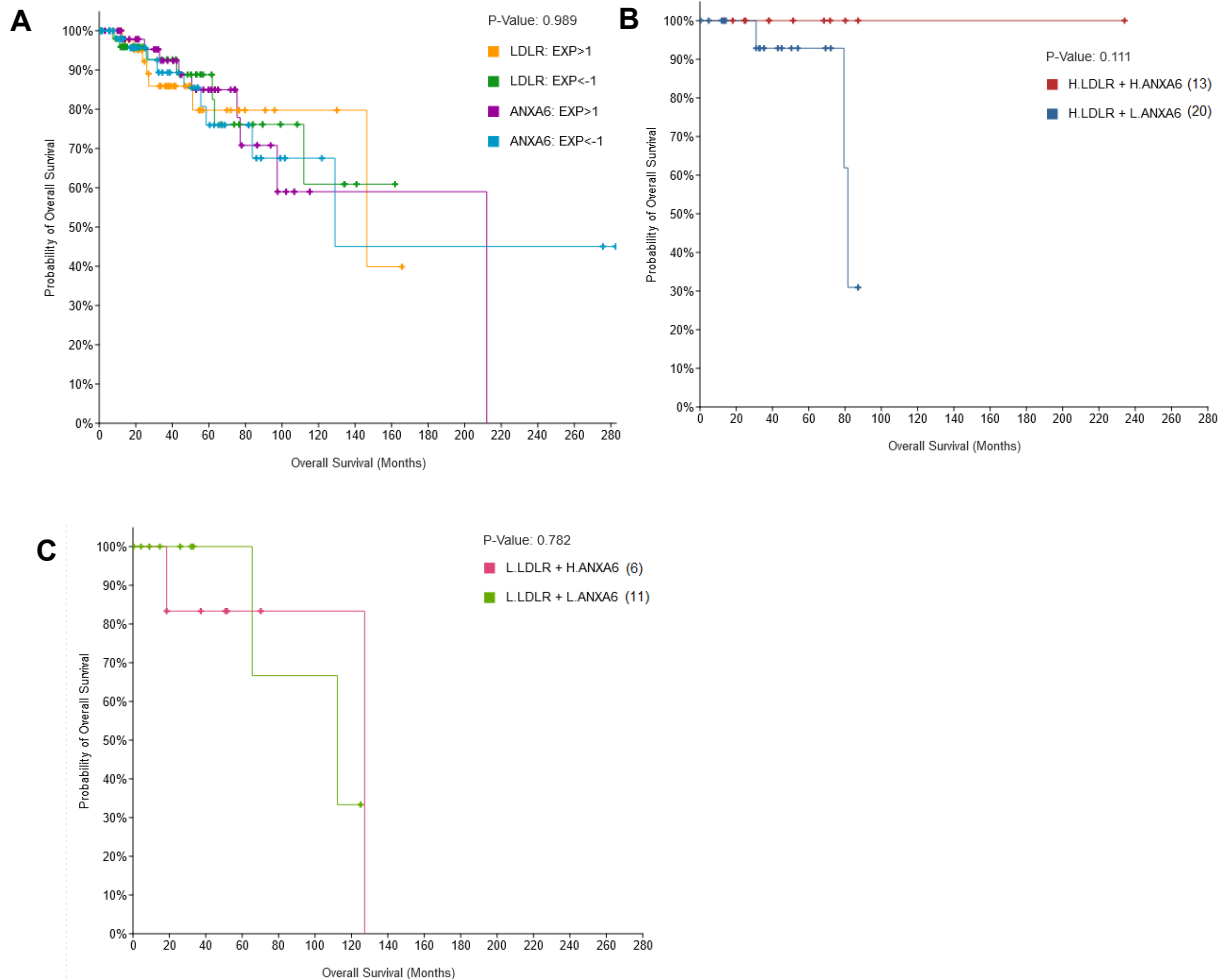 A
P-Value: 0.989
LDLR: EXP>1
LDLR: EXP<-1
ANXA6: EXP>1
ANXA6: EXP<-1
Probability of Overall Survival
100%
90%
80%
70%
60%
50%
40%
30%
20%
10%
0%
0 20 40 60 80 100 120 140 160 180 200 220 240 260 280
Overall Survival (Months)
B
P-Value: 0.111
H.LDLR + H.ANXA6 (13)
H.LDLR + L.ANXA6 (20)
Probability of Overall Survival
100%
90%
80%
70%
60%
50%
40%
30%
20%
10%
0%
0 20 40 60 80 100 120 140 160 180 200 220 240 260 280
Overall Survival (Months)
C
P-Value: 0.782
L.LDLR + H.ANXA6 (6)
L.LDLR + L.ANXA6 (11)
Probability of Overall Survival
100%
90%
80%
70%
60%
50%
40%
30%
20%
10%
0%
0 20 40 60 80 100 120 140 160 180 200 220 240 260 280
Overall Survival (Months)